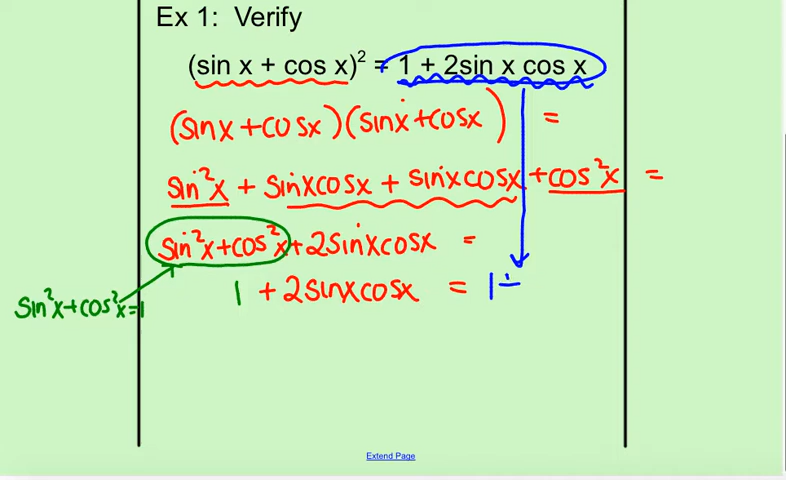 Ex 1: Verify
(sin x + cos x)² = 1 + 2sin x cos x
(sinx+cosx)(sinx+cosx) =
sin²x + sinxcosx + sinxcosx + cos²x =
sin²x+cos²x+2sinxcosx =
sin²x+cos²x=1
1 + 2sinxcosx = 1+
Extend Page